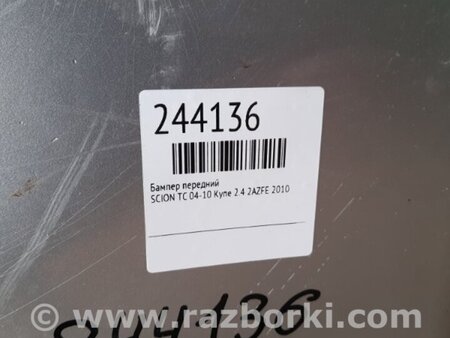 244136
Бампер передний
SCION TC 04-10 Купе 2.4 2AZFE 2010
244136
www.razborki.com